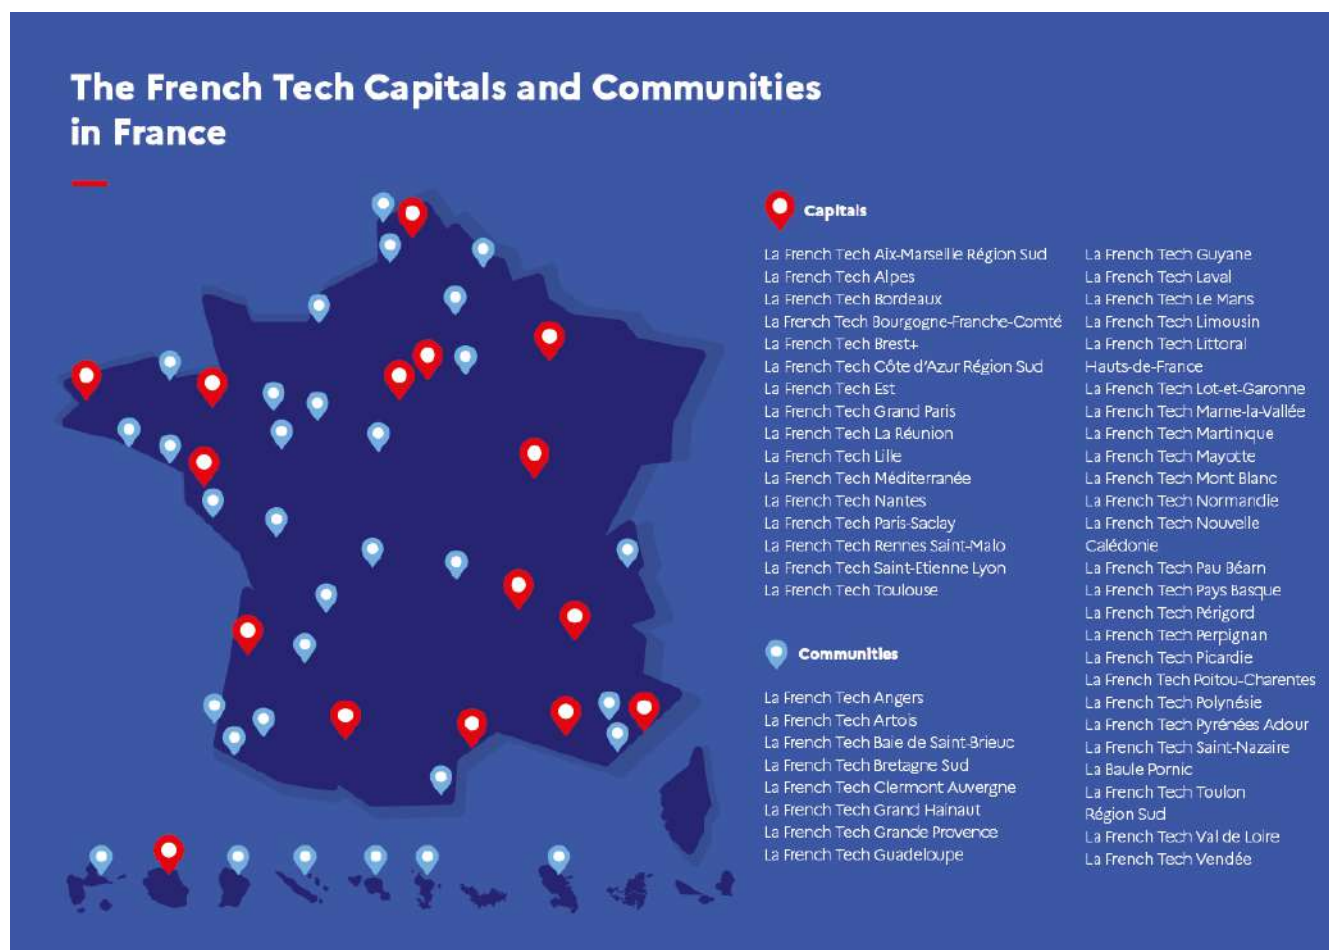 The French Tech Capitals and Communities
in France
Capitals
La French Tech Aix-Marseille Région Sud
La French Tech Alpes
La French Tech Bordeaux
La French Tech Bourgogne-Franche-Comté
La French Tech Brest+
La French Tech Côte d'Azur Région Sud
La French Tech Est
La French Tech Grand Paris
La French Tech La Réunion
La French Tech Lille
La French Tech Méditerranée
La French Tech Nantes
La French Tech Paris-Saclay
La French Tech Rennes Saint-Malo
La French Tech Saint-Etienne Lyon
La French Tech Toulouse
Communities
La French Tech Angers
La French Tech Artois
La French Tech Baie de Saint-Brieuc
La French Tech Bretagne Sud
La French Tech Clermont Auvergne
La French Tech Grand Hainaut
La French Tech Grande Provence
La French Tech Guadeloupe
La French Tech Guyane
La French Tech Laval
La French Tech Le Mans
La French Tech Limousin
La French Tech Littoral
Hauts-de-France
La French Tech Lot-et-Garonne
La French Tech Marne-la-Vallée
La French Tech Martinique
La French Tech Mayotte
La French Tech Mont Blanc
La French Tech Normandie
La French Tech Nouvelle
Calédonie
La French Tech Pau Béarn
La French Tech Pays Basque
La French Tech Périgord
La French Tech Perpignan
La French Tech Picardie
La French Tech Poitou-Charentes
La French Tech Polynésie
La French Tech Pyrénées Adour
La French Tech Saint-Nazaire
La Baule Pornic
La French Tech Toulon
Région Sud
La French Tech Val de Loire
La French Tech Vendée